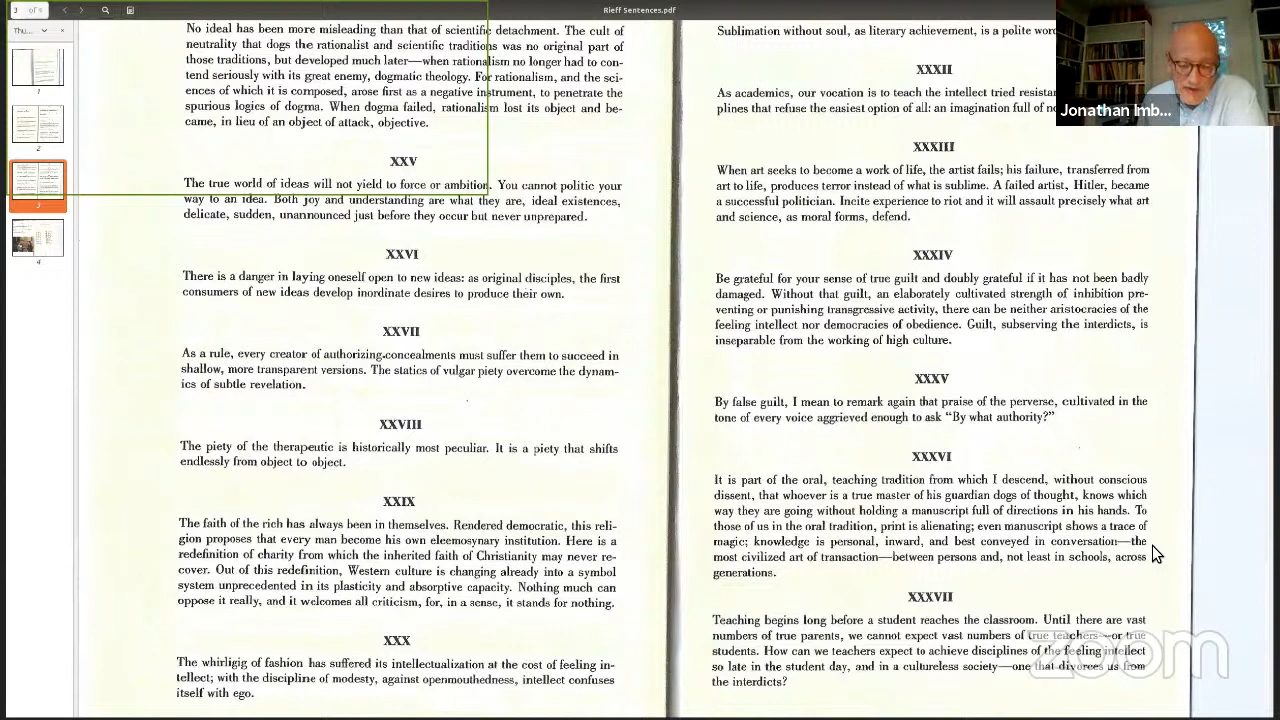 3 of 4
Rieff Sentences.pdf
Thu...
1
2
3
4
No ideal has been more misleading than that of scientific detachment. The cult of
neutrality that dogs the rationalist and scientific traditions was no original part of
those traditions, but developed much later—when rationalism no longer had to con-
tend seriously with its great enemy, dogmatic theology. For rationalism, and the sci-
ences of which it is composed, arose first as a negative instrument, to penetrate the
spurious logics of dogma. When dogma failed, rationalism lost its object and be-
came, in lieu of an object of attack, objective.
XXV
The true world of ideas will not yield to force or ambition. You cannot politic your
way to an idea. Both joy and understanding are what they are, ideal existences,
delicate, sudden, unannounced just before they occur but never unprepared.
XXVI
There is a danger in laying oneself open to new ideas: as original disciples, the first
consumers of new ideas develop inordinate desires to produce their own.
XXVII
As a rule, every creator of authorizing concealments must suffer them to succeed in
shallow, more transparent versions. The statics of vulgar piety overcome the dynam-
ics of subtle revelation.
XXVIII
The piety of the therapeutic is historically most peculiar. It is a piety that shifts
endlessly from object to object.
XXIX
The faith of the rich has always been in themselves. Rendered democratic, this reli-
gion proposes that every man become his own eleemosynary institution. Here is a
redefinition of charity from which the inherited faith of Christianity may never re-
cover. Out of this redefinition, Western culture is changing already into a symbol
system unprecedented in its plasticity and absorptive capacity. Nothing much can
oppose it really, and it welcomes all criticism, for, in a sense, it stands for nothing.
XXX
The whirligig of fashion has suffered its intellectualization at the cost of feeling in-
tellect; with the discipline of modesty, against openmouthedness, intellect confuses
itself with ego.
Sublimation without soul, as literary achievement, is a polite
XXXII
As academics, our vocation is to teach the intellect tried
plines that refuse the easiest option of all: an imagination full of
XXXIII
When art seeks to become a work of life, the artist fails; his failure, transferred from
art to life, produces terror instead of what is sublime. A failed artist, Hitler, became
a successful politician. Incite experience to riot and it will assault precisely what art
and science, as moral forms, defend.
XXXIV
Be grateful for your sense of true guilt and doubly grateful if it has not been badly
damaged. Without that guilt, an elaborately cultivated strength of inhibition pre-
venting or punishing transgressive activity, there can be neither aristocracies of the
feeling intellect nor democracies of obedience. Guilt, subserving the interdicts, is
inseparable from the working of high culture.
XXXV
By false guilt, I mean to remark again that praise of the perverse, cultivated in the
tone of every voice aggrieved enough to ask “By what authority?”
XXXVI
It is part of the oral, teaching tradition from which I descend, without conscious
dissent, that whoever is a true master of his guardian dogs of thought, knows which
way they are going without holding a manuscript full of directions in his hands. To
those of us in the oral tradition, print is alienating; even manuscript shows a trace of
magic; knowledge is personal, inward, and best conveyed in conversation—the
most civilized art of transaction—between persons and, not least in schools, across
generations.
XXXVII
Teaching begins long before a student reaches the classroom. Until there are vast
numbers of true parents, we cannot expect vast numbers of true teachers—or true
students. How can we teachers expect to achieve disciplines of the feeling intellect
so late in the student day, and in a cultureless society—one that divorces us from
the interdicts?
Jonathan Imb...
zoom